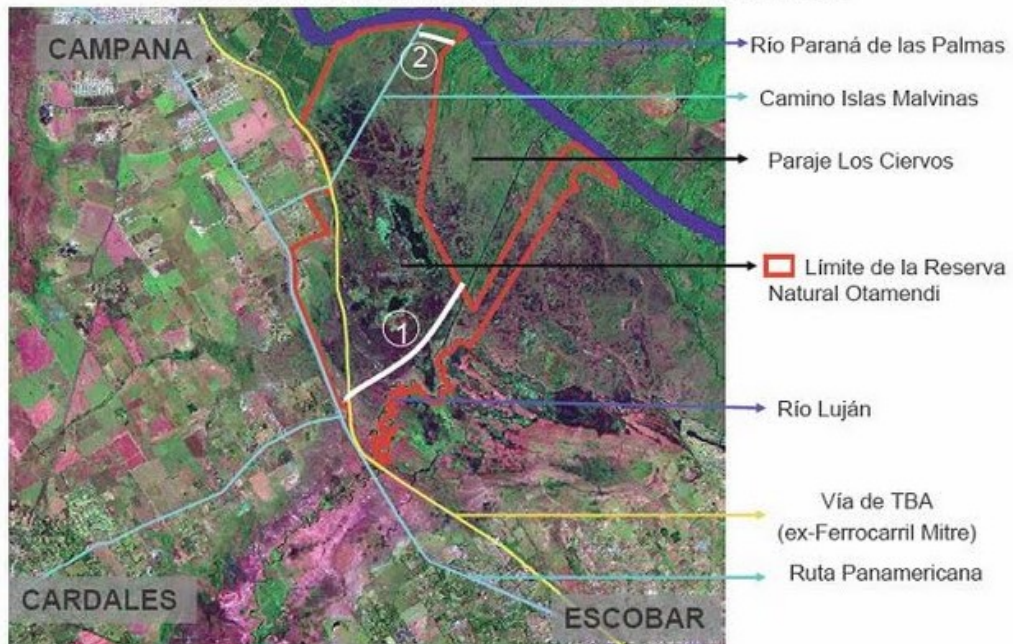 CAMPANA
2
Río Paraná de las Palmas
Camino Islas Malvinas
Paraje Los Ciervos
Límite de la Reserva
Natural Otamendi
1
Río Luján
Vía de TBA
(ex-Ferrocarril Mitre)
Ruta Panamericana
CARDALES
ESCOBAR